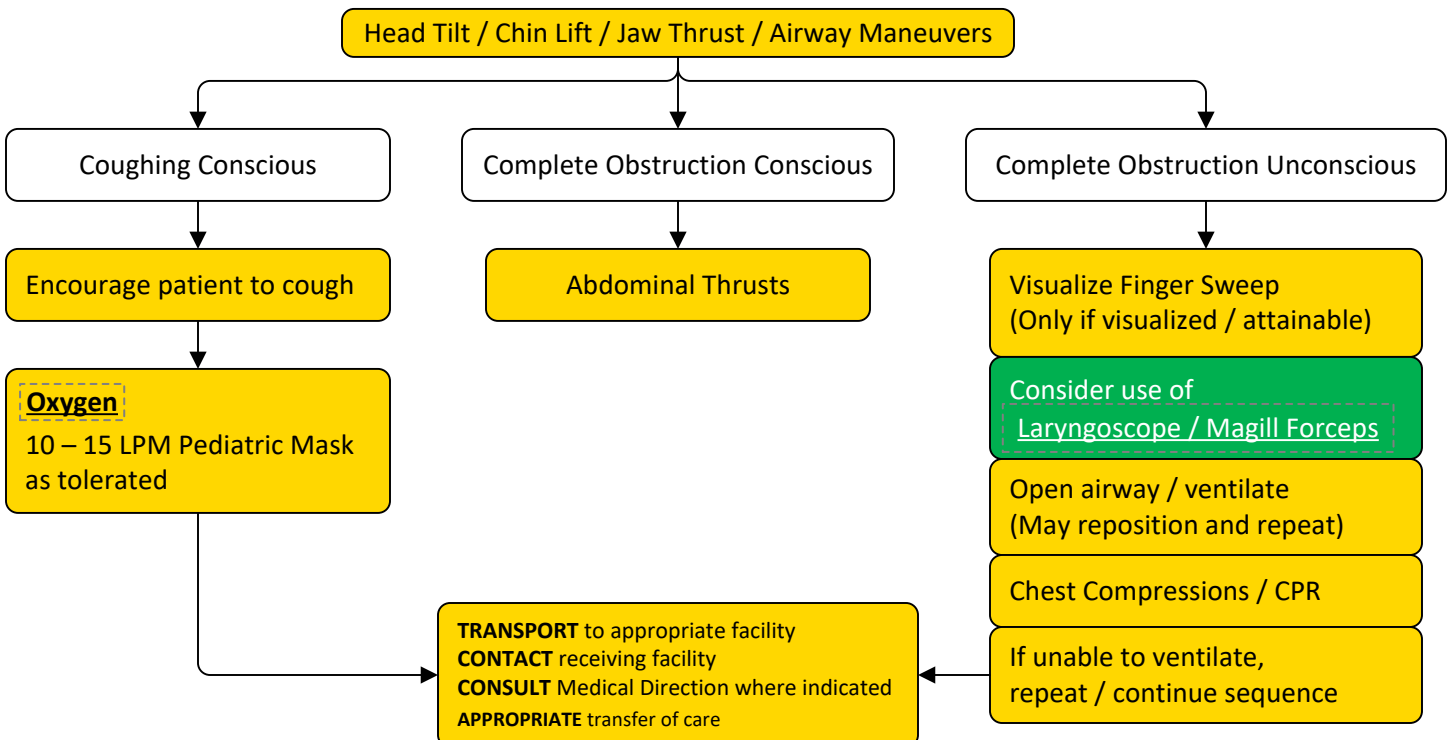 Head Tilt / Chin Lift / Jaw Thrust / Airway Maneuvers
Coughing Conscious
Complete Obstruction Conscious
Complete Obstruction Unconscious
Encourage patient to cough
Abdominal Thrusts
Visualize Finger Sweep
(Only if visualized / attainable)
Oxygen
10 – 15 LPM Pediatric Mask
as tolerated
Consider use of
Laryngoscope / Magill Forceps
Open airway / ventilate
(May reposition and repeat)
Chest Compressions / CPR
If unable to ventilate,
repeat / continue sequence
TRANSPORT to appropriate facility
CONTACT receiving facility
CONSULT Medical Direction where indicated
APPROPRIATE transfer of care